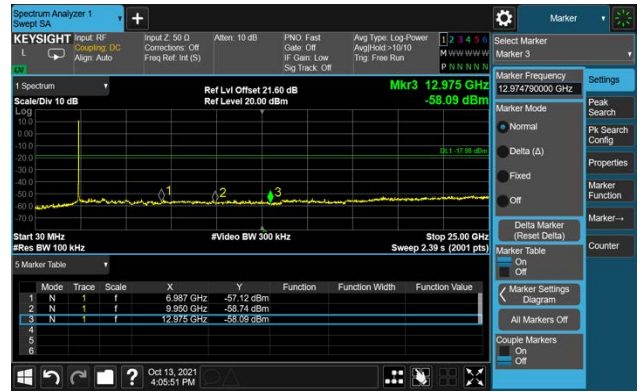 Spectrum Analyzer 1
Swept SA
Marker
KEYSIGHT
L
Input: RF
Coupling: DC
Align: Auto
Input Z: 50 Ω
Corrections: Off
Freq Ref: Int (S)
Atten: 10 dB
PNO: Fast
Gate: Off
IF Gain: Low
Sig Track: Off
Avg Type: Log-Power
Avg|Hold:>10/10
Trig: Free Run
1 2 3 4 5 6
M W W W W W
P N N N N N
Select Marker
Marker 3
1 Spectrum
Scale/Div 10 dB
Log
Ref Lvl Offset 21.60 dB
Ref Level 20.00 dBm
Mkr3 12.975 GHz
-58.09 dBm
10.0
0.00
-10.0
-20.0
-30.0
-40.0
-50.0
-60.0
DL1 -17.98 dBm
1
2
3
Start 30 MHz
#Res BW 100 kHz
#Video BW 300 kHz
Stop 25.00 GHz
Sweep 2.39 s (2001 pts)
Marker Frequency
12.974790000 GHz
Marker Mode
Normal
Delta (Δ)
Fixed
Off
Delta Marker
(Reset Delta)
Marker Table
On
Off
Marker Settings
Diagram
All Markers Off
Couple Markers
On
Off
Settings
Peak
Search
Pk Search
Config
Properties
Marker
Function
Marker→
Counter
5 Marker Table
Mode Trace Scale X Y Function Function Width Function Value
1 N 1 f 6.987 GHz -57.12 dBm
2 N 1 f 9.950 GHz -58.74 dBm
3 N 1 f 12.975 GHz -58.09 dBm
4
5
6
?
Oct 13, 2021
4:05:51 PM